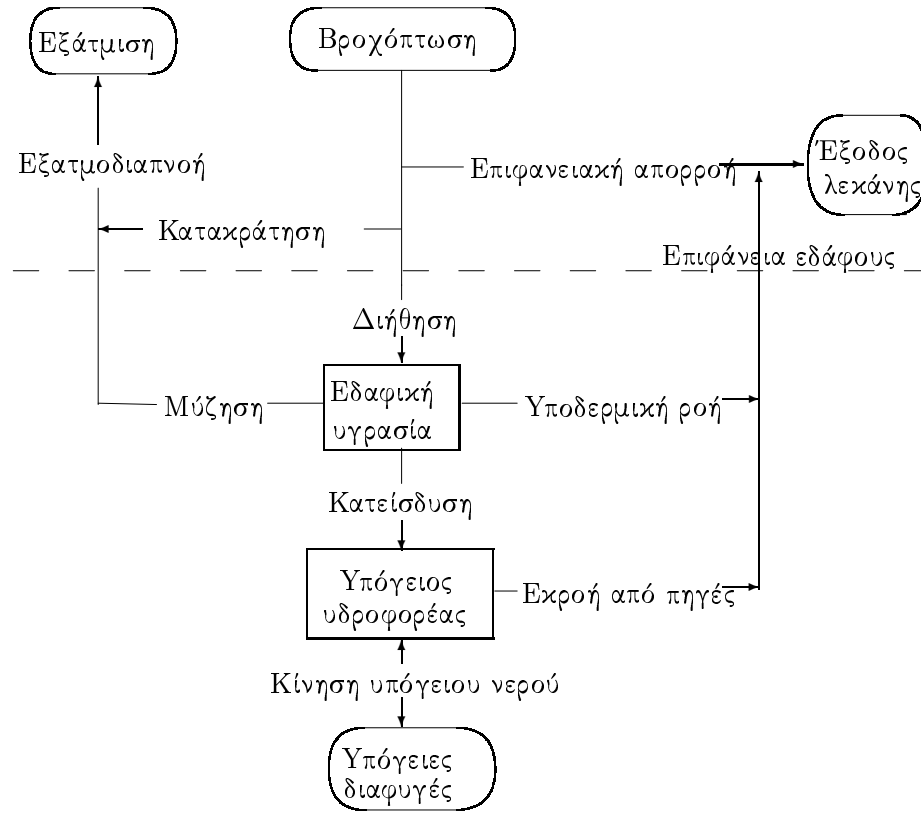 Εξάτμιση
Βροχόπτωση
Εξατμοδιαπνοή
Επιφανειακή απορροή
Έξοδος
λεκάνης
Κατακράτηση
Επιφάνεια εδάφους
Διήθηση
Μύζηση
Εδαφική
υγρασία
Υποδερμική ροή
Κατείσδυση
Υπόγειος
υδροφορέας
Εκροή από πηγές
Κίνηση υπόγειου νερού
Υπόγειες
διαφυγές